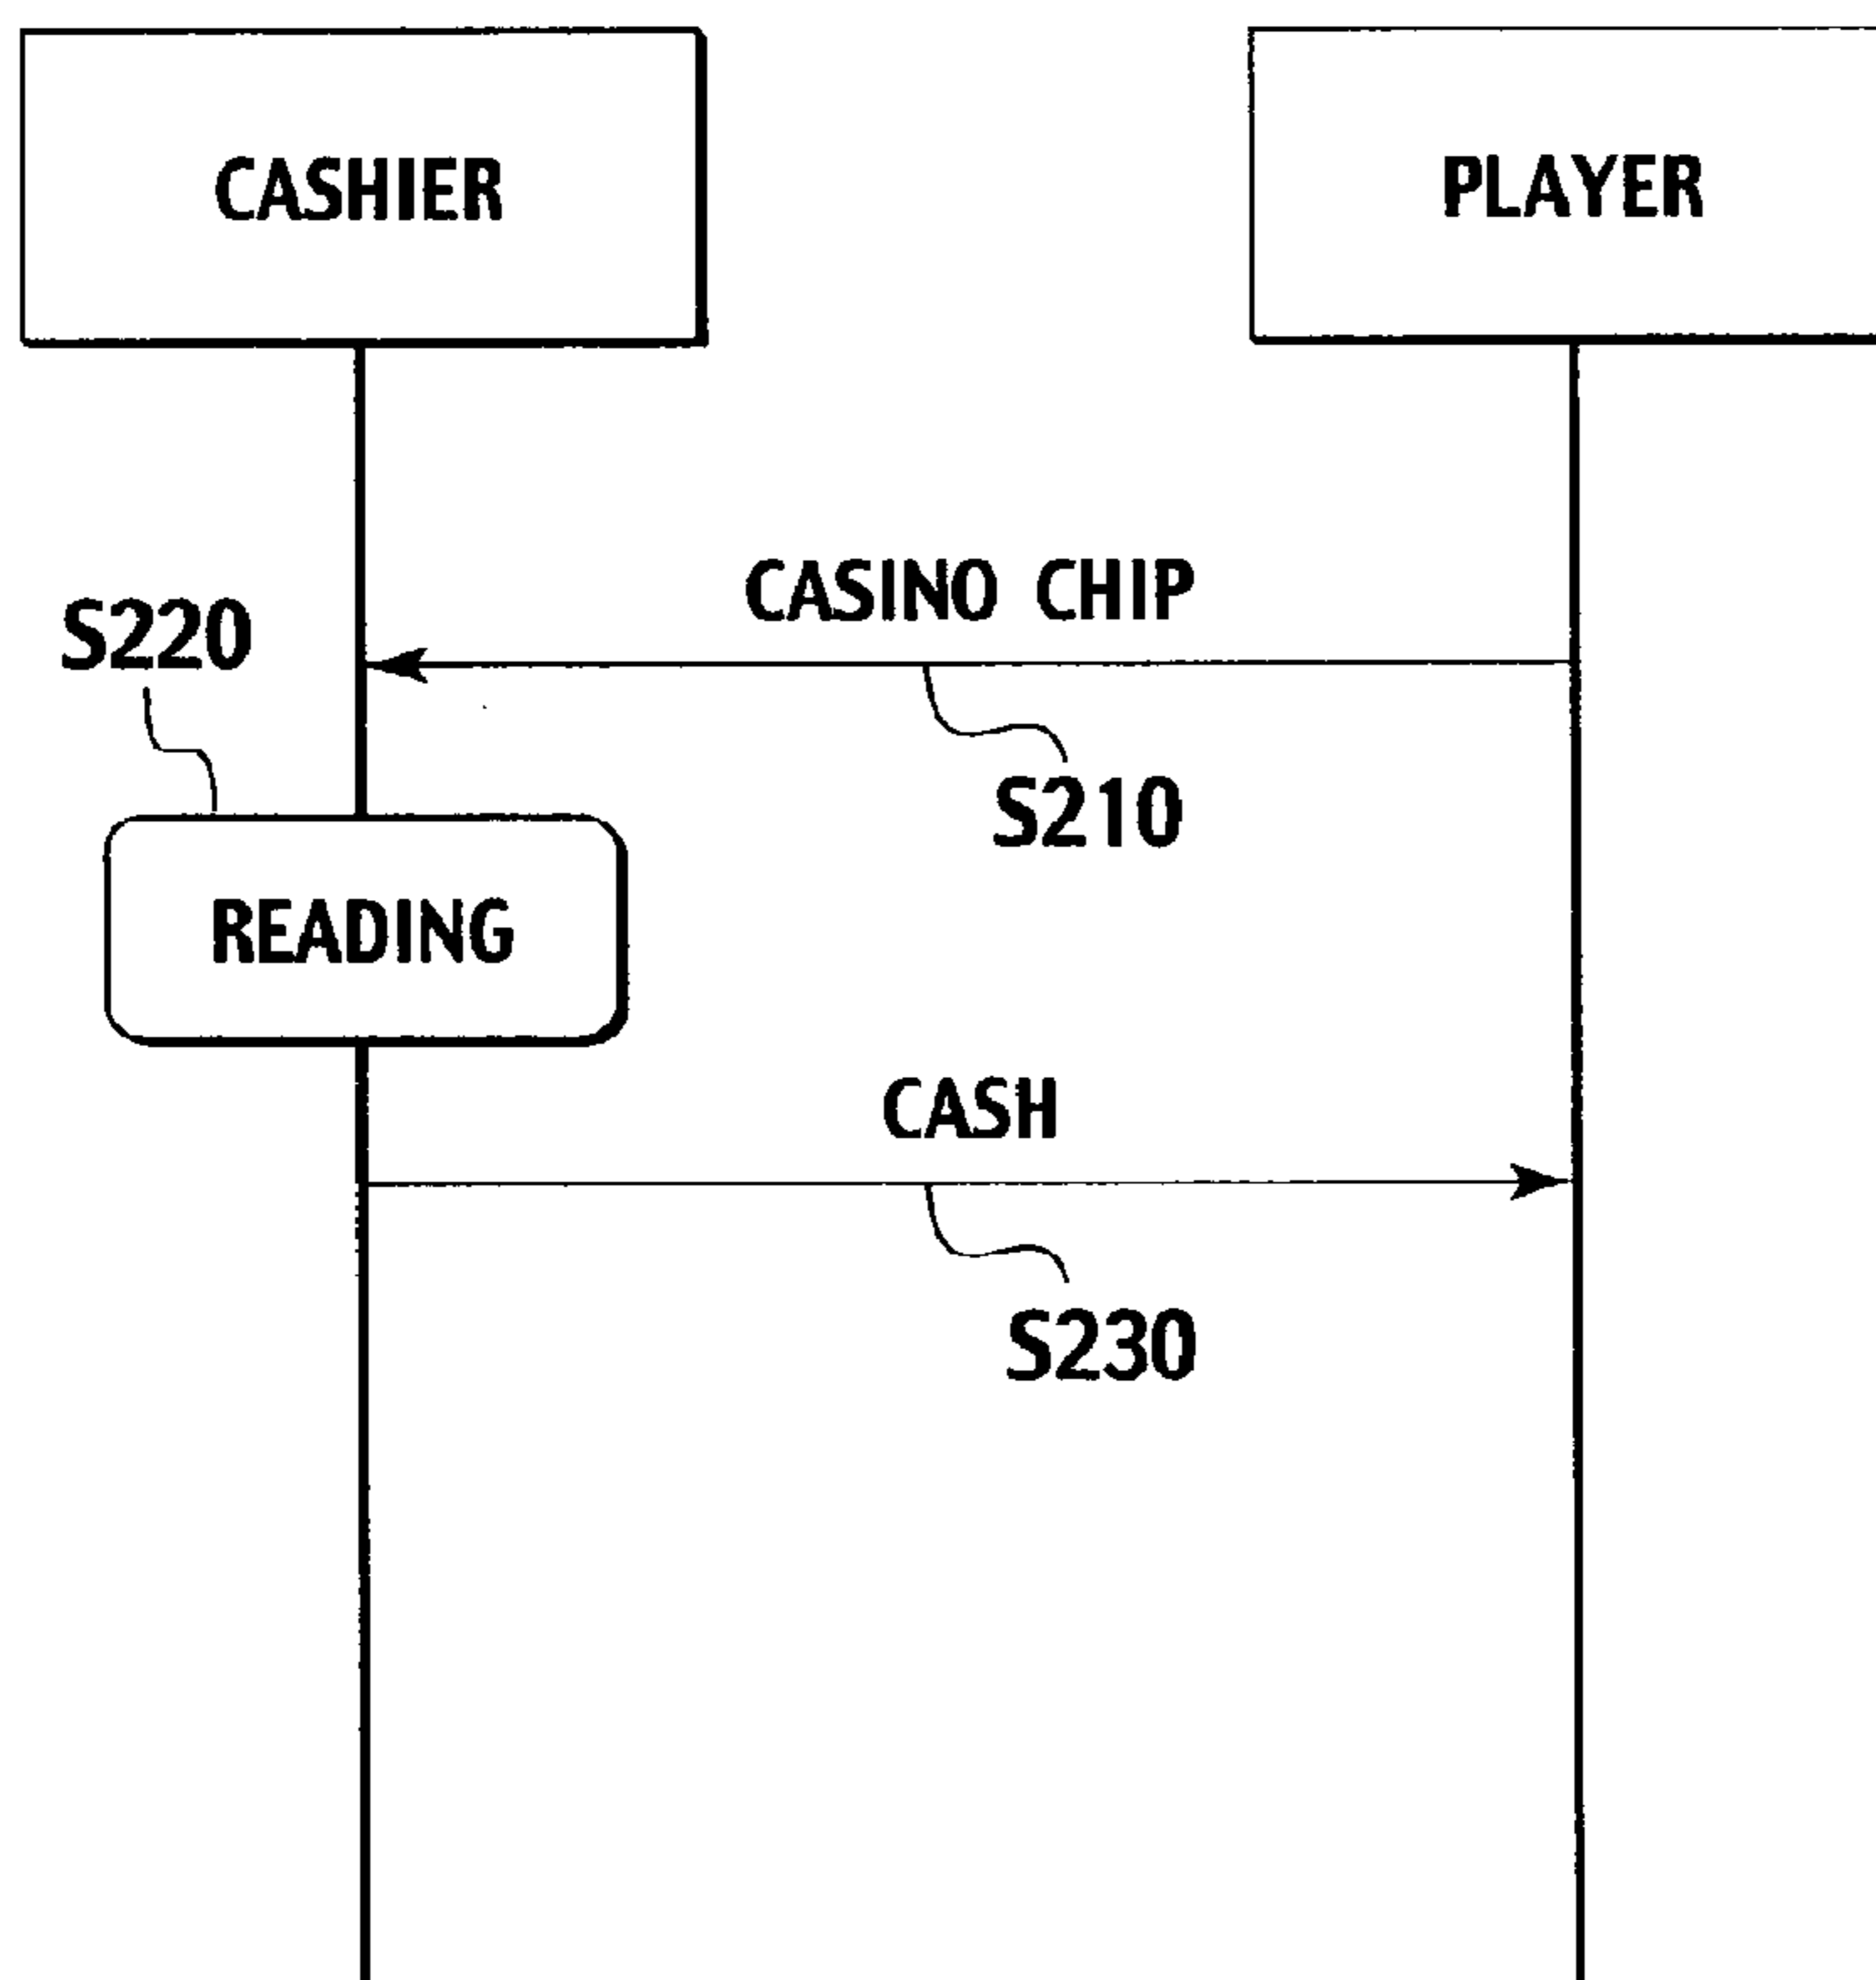 CASHIER
PLAYER
CASINO CHIP
S220
S210
READING
CASH
S230